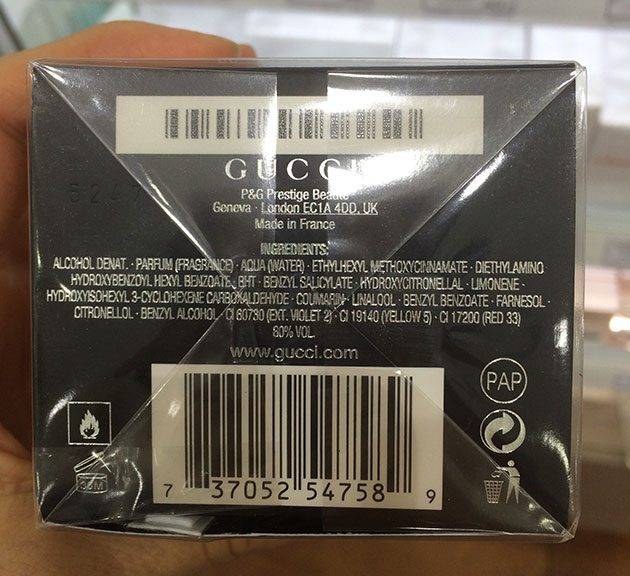 GUCCI
P&G Prestige Beauté
Geneva · London EC1A 4DD, UK
Made in France
INGREDIENTS:
ALCOHOL DENAT. · PARFUM (FRAGRANCE) · AQUA (WATER) · ETHYLHEXYL METHOXYCINNAMATE · DIETHYLAMINO
HYDROXYBENZOYL HEXYL BENZOATE · BHT · BENZYL SALICYLATE · HYDROXYCITRONELLAL · LIMONENE ·
HYDROXYISOHEXYL 3-CYCLOHEXENE CARBOXALDEHYDE · COUMARIN · LINALOOL · BENZYL BENZOATE · FARNESOL ·
CITRONELLOL · BENZYL ALCOHOL · CI 60730 (EXT. VIOLET 2) · CI 19140 (YELLOW 5) · CI 17200 (RED 33)
80% VOL.
www.gucci.com
PAP
30M
7 37052 54758 9